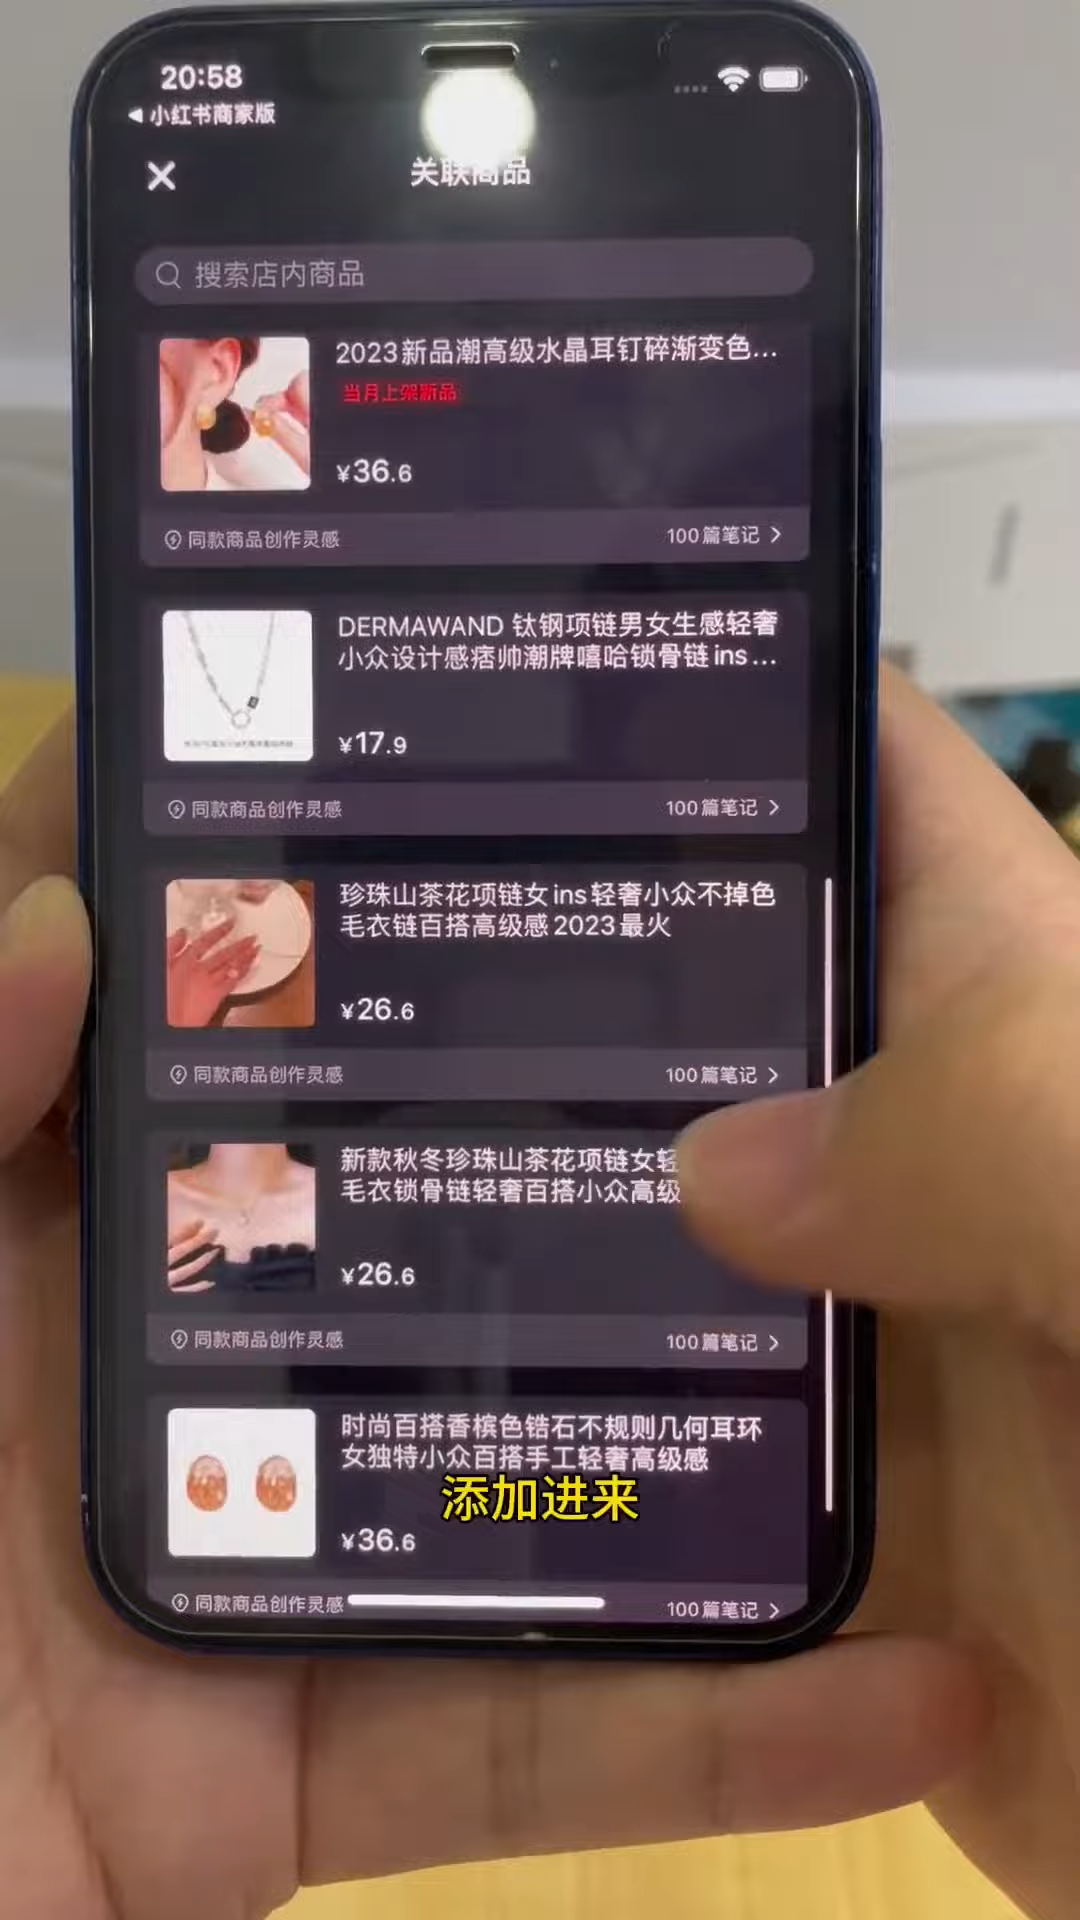 20:58
小红书商家版
关联商品
搜索店内商品
2023新品潮高级水晶耳钉碎渐变色...
当月上架新品
¥36.6
同款商品创作灵感
100篇笔记
DERMAWAND 钛钢项链男女生感轻奢
小众设计感痞帅潮牌嘻哈锁骨链ins...
¥17.9
同款商品创作灵感
100篇笔记
珍珠山茶花项链女ins轻奢小众不掉色
毛衣链百搭高级感2023最火
¥26.6
同款商品创作灵感
100篇笔记
新款秋冬珍珠山茶花项链女轻
毛衣锁骨链轻奢百搭小众高级
¥26.6
同款商品创作灵感
100篇笔记
时尚百搭香槟色锆石不规则几何耳环
女独特小众百搭手工轻奢高级感
添加进来
¥36.6
同款商品创作灵感
100篇笔记